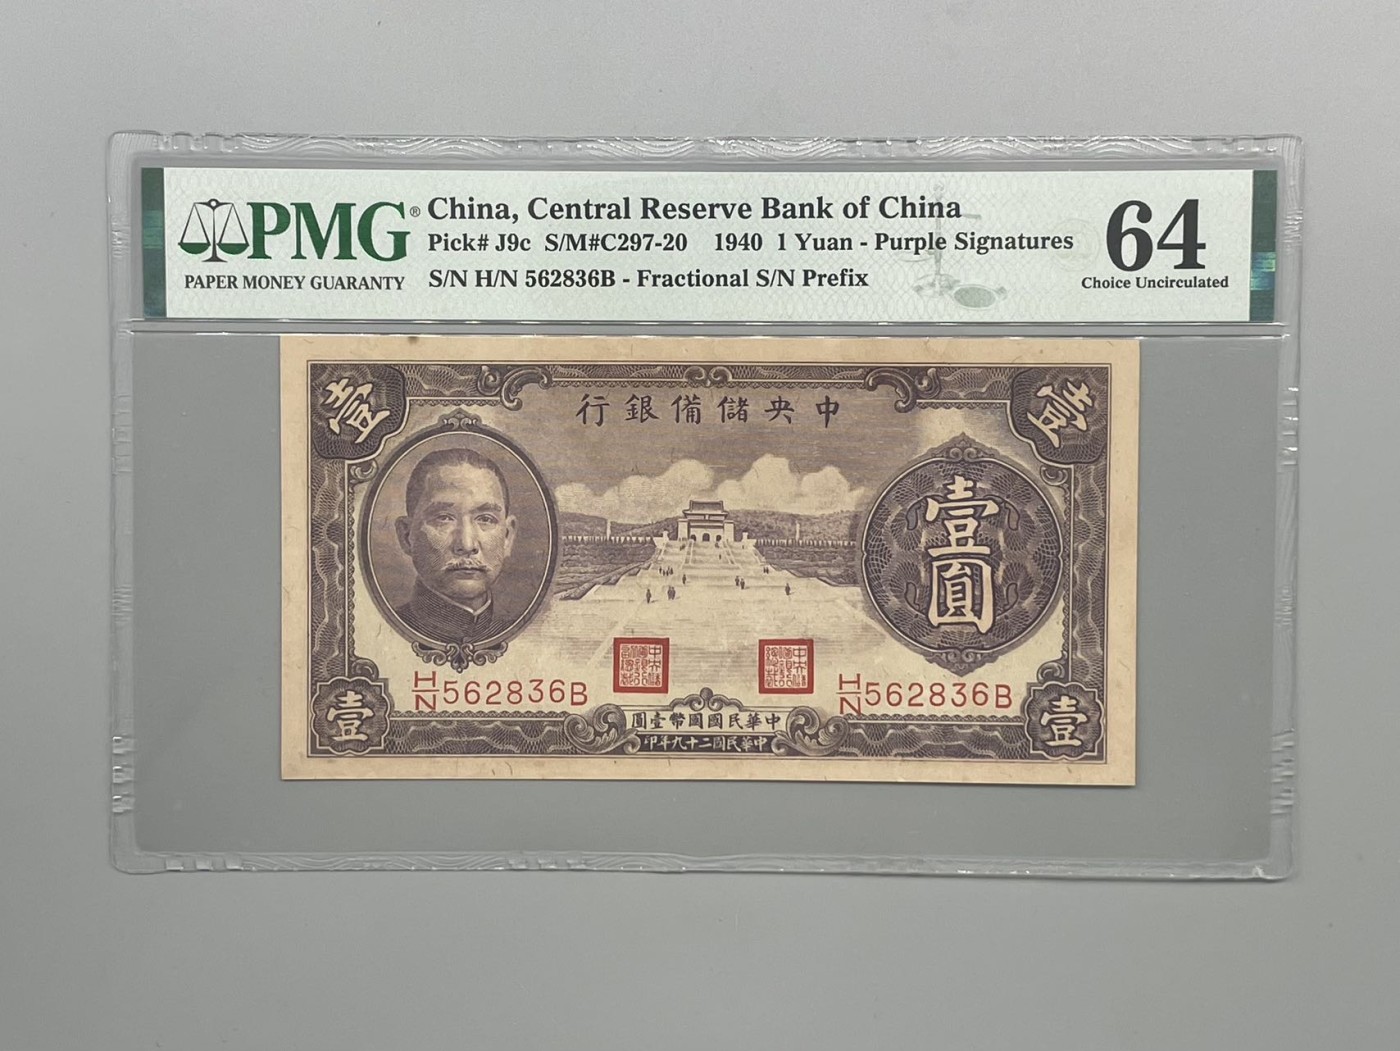 PMG®
PAPER MONEY GUARANTY
China, Central Reserve Bank of China
Pick# J9c S/M#C297-20 1940 1 Yuan - Purple Signatures
S/N H/N 562836B - Fractional S/N Prefix
64
Choice Uncirculated
壹
壹
行銀備儲央中
壹圓
H/N562836B
H/N562836B
圓壹幣國國民華中
印年九十二國民華中
壹
壹